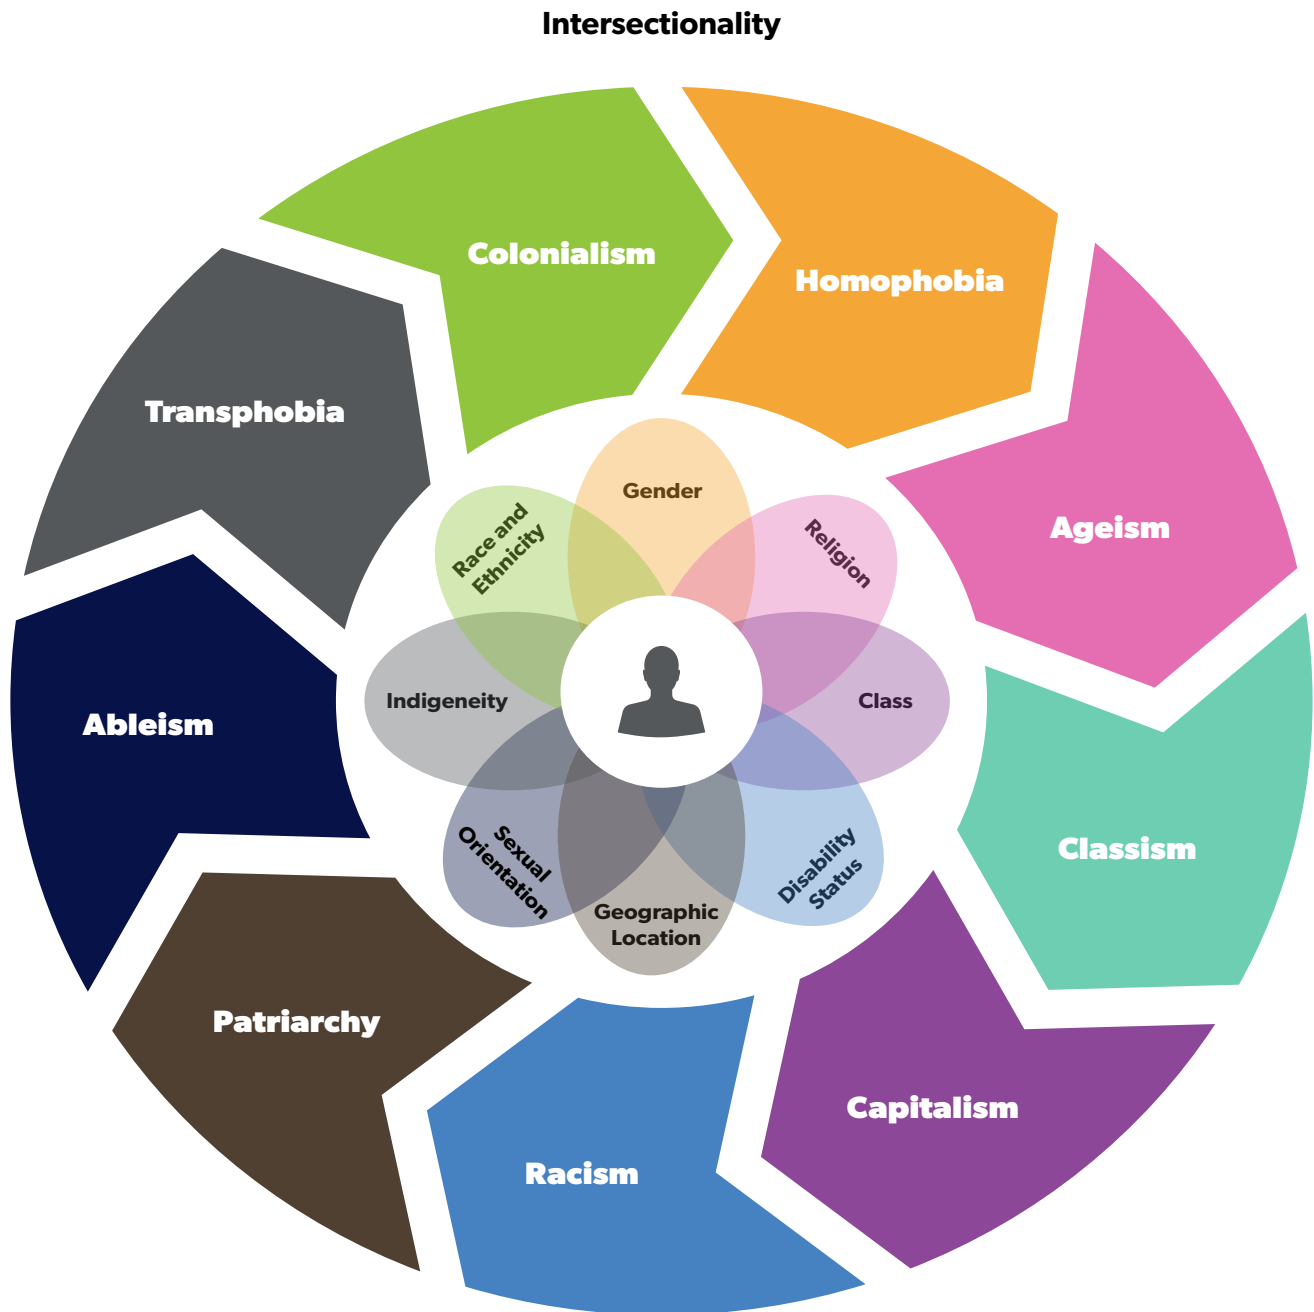 Intersectionality
Colonialism
Homophobia
Ageism
Classism
Capitalism
Racism
Patriarchy
Ableism
Transphobia
Gender
Religion
Class
Disability
Status
Geographic
Location
Sexual
Orientation
Indigeneity
Race and
Ethnicity